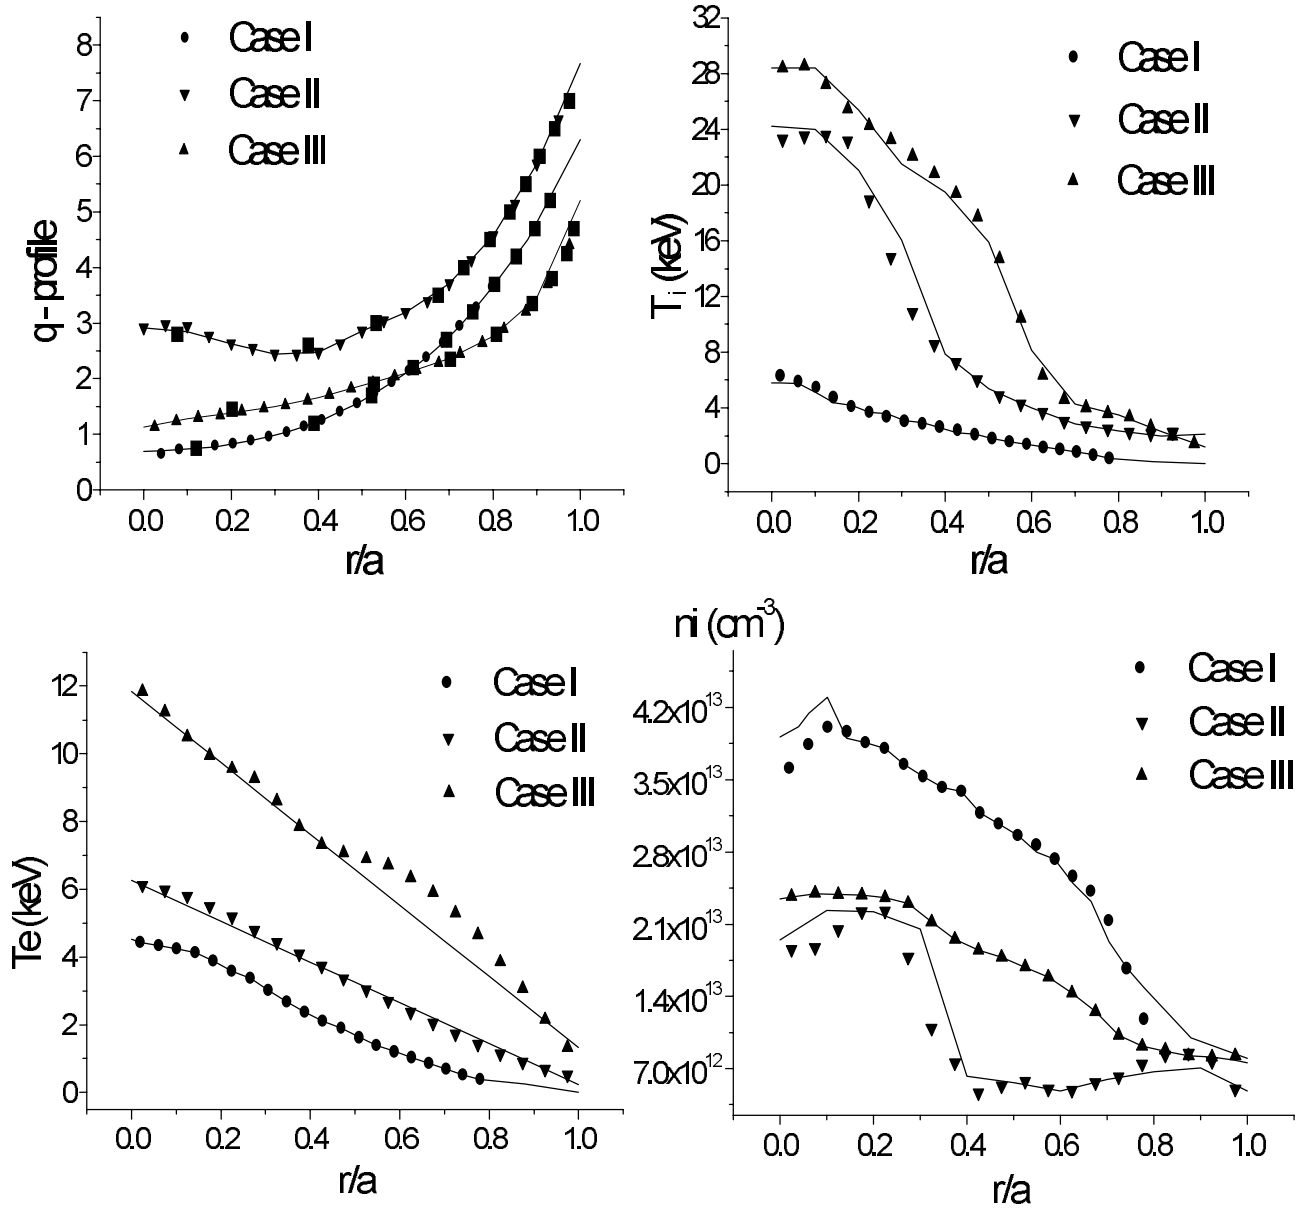 8
7
6
5
4
3
2
1
0
q - profile
Case I
Case II
Case III
0.0 0.2 0.4 0.6 0.8 1.0
r/a
32
28
24
20
16
12
8
4
0
T i (keV)
Case I
Case II
Case III
0.0 0.2 0.4 0.6 0.8 1.0
r/a
12
10
8
6
4
2
0
Te (keV)
Case I
Case II
Case III
0.0 0.2 0.4 0.6 0.8 1.0
r/a
ni (cm-3)
4.2x10 13
3.5x10 13
2.8x10 13
2.1x10 13
1.4x10 13
7.0x10 12
Case I
Case II
Case III
0.0 0.2 0.4 0.6 0.8 1.0
r/a